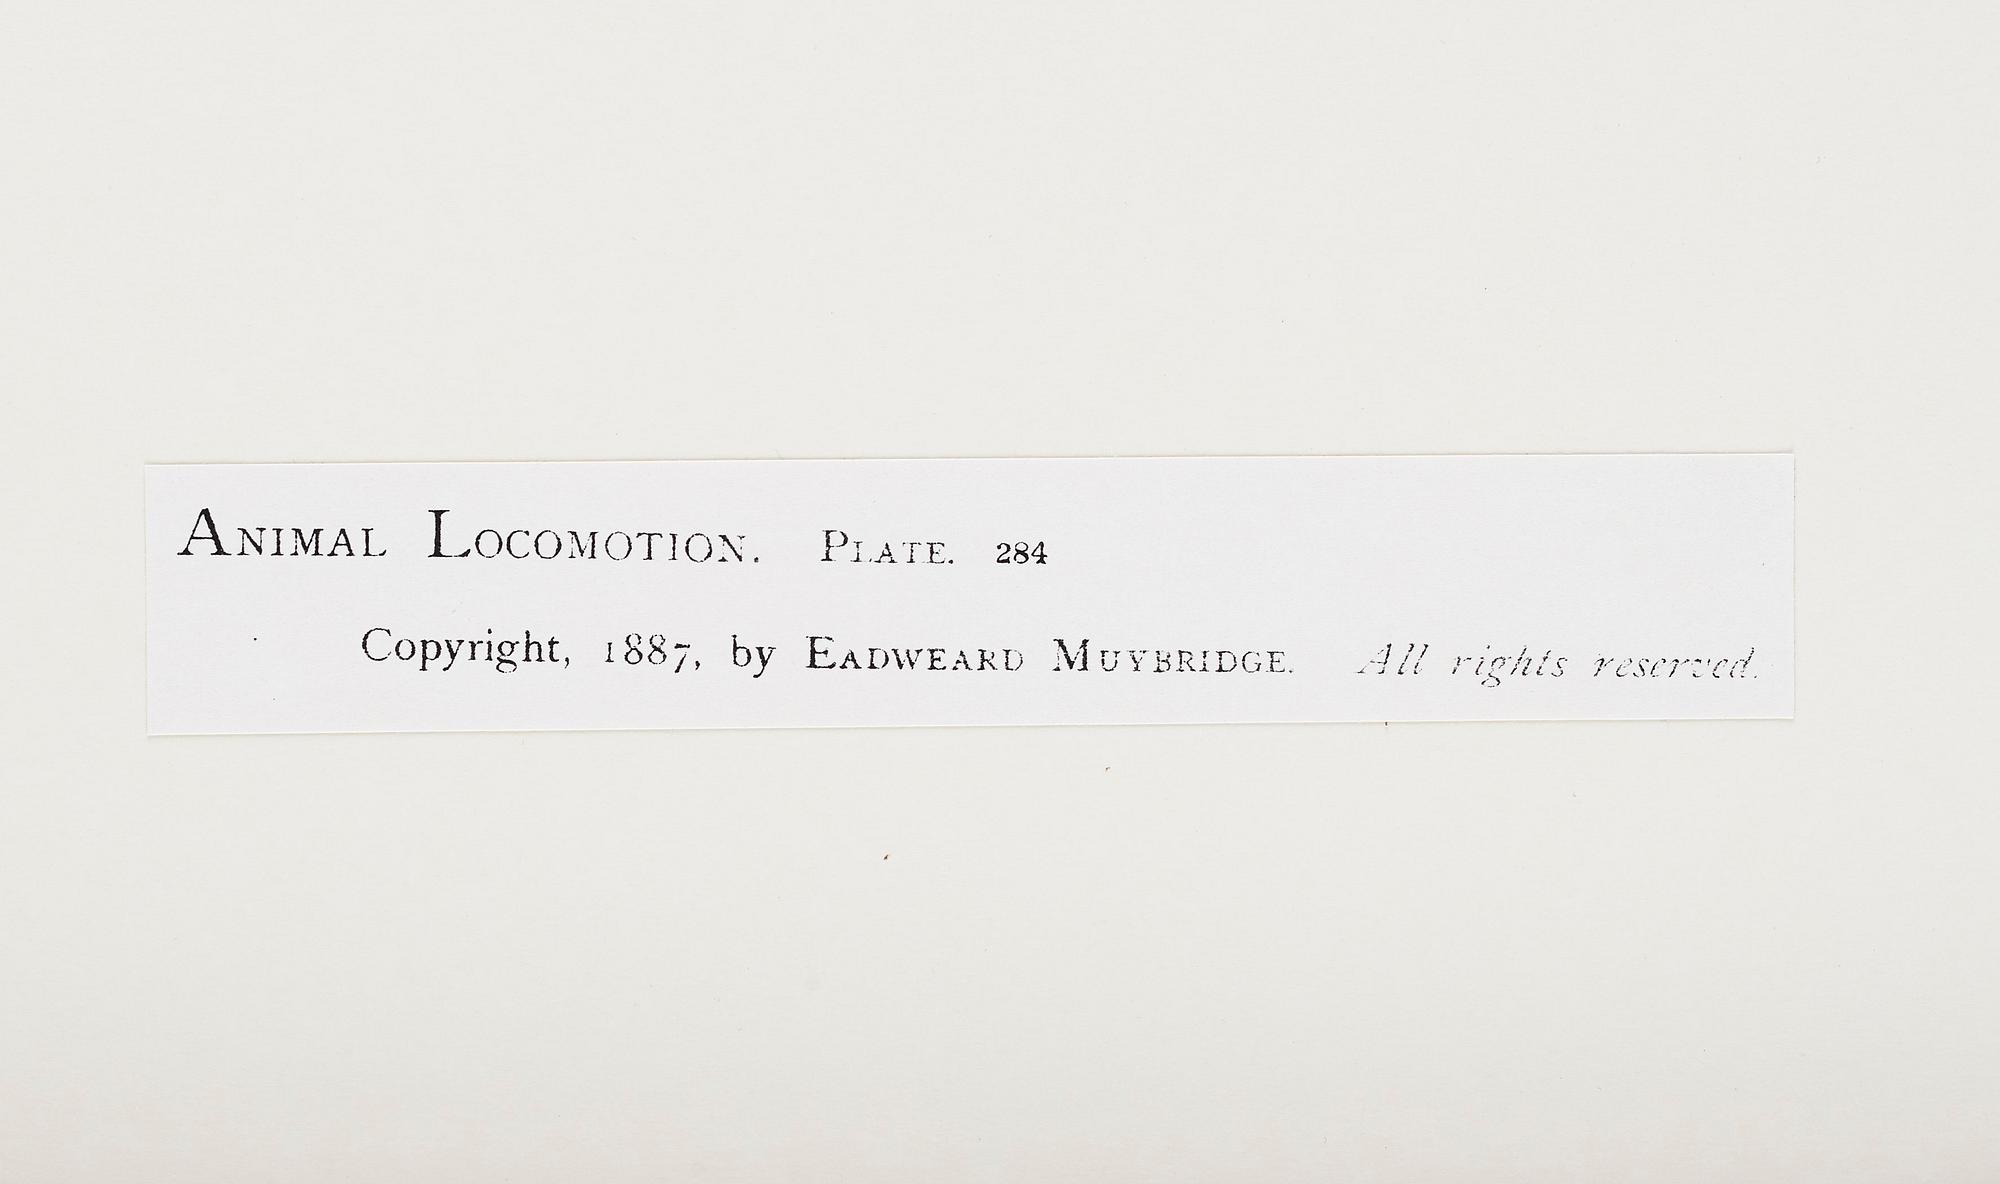 ANIMAL LOCOMOTION. PLATE. 284
Copyright, 1887, by EADWEARD MUYBRIDGE. All rights reserved.